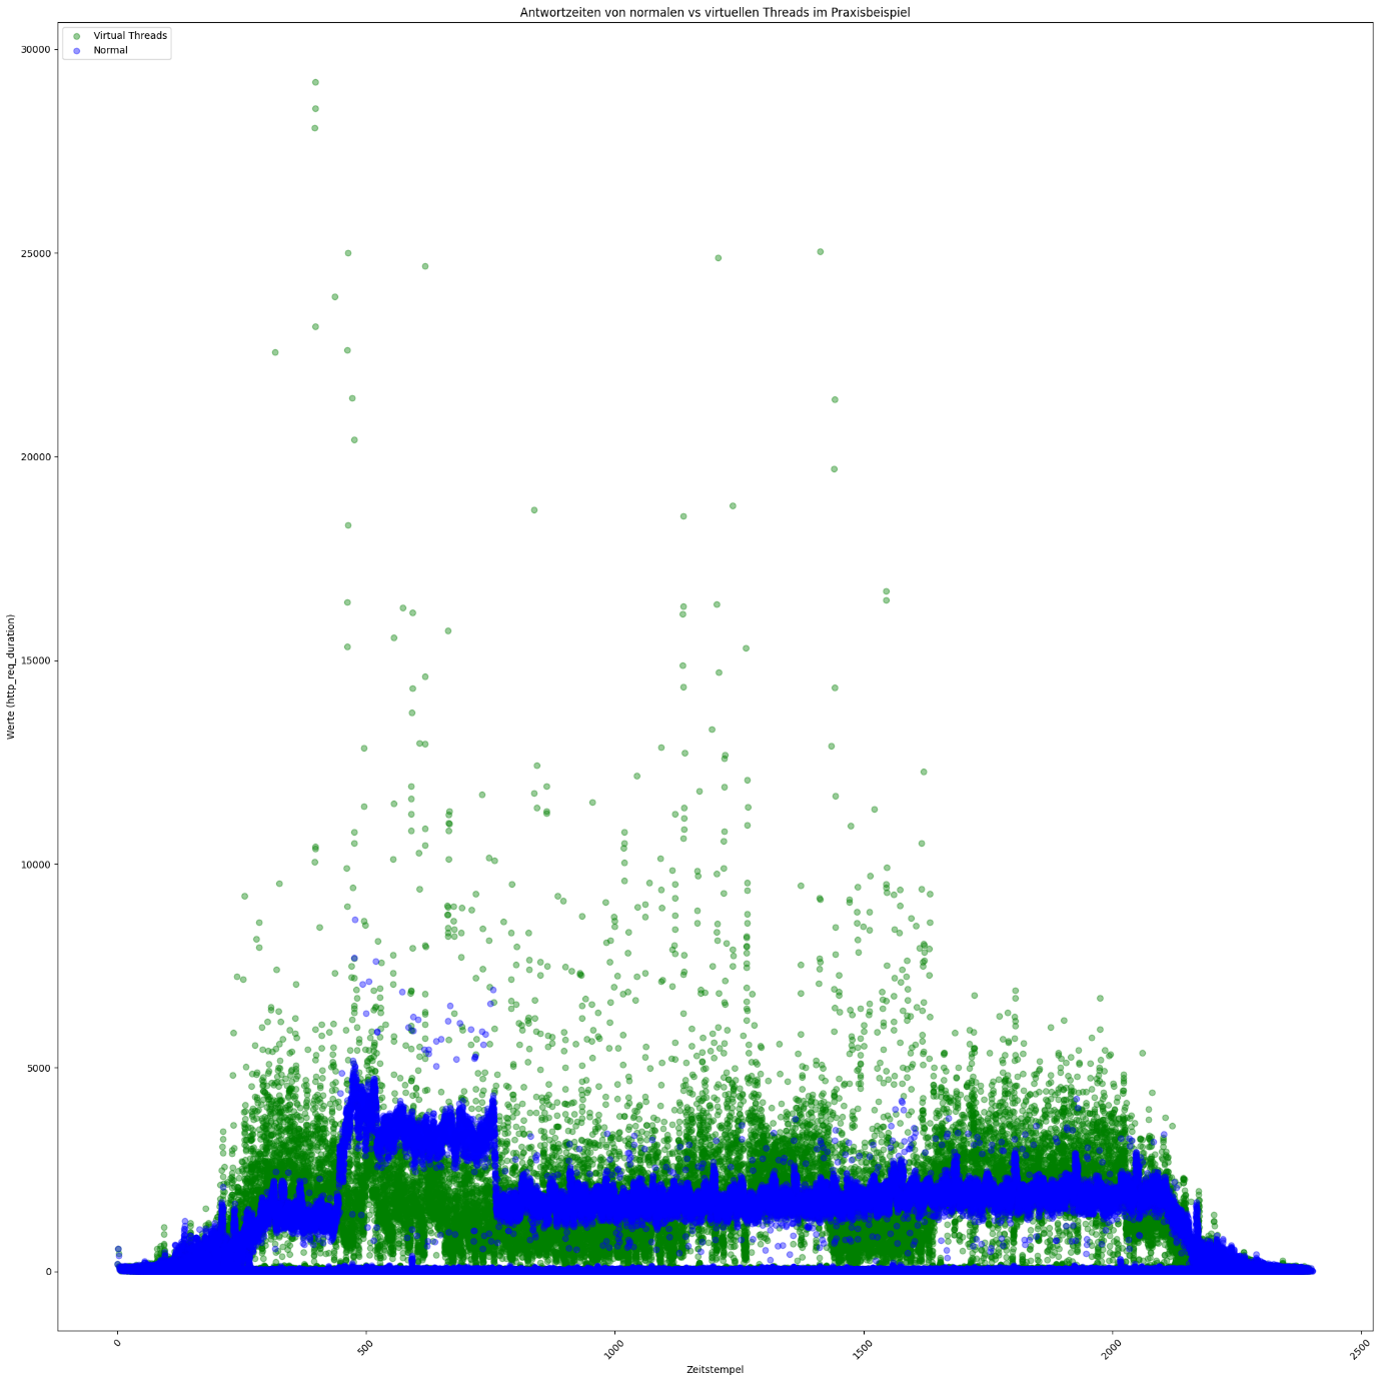 Antwortzeiten von normalen vs virtuellen Threads im Praxisbeispiel
Virtual Threads
Normal
30000
25000
20000
15000
10000
5000
0
Werte (http_req_duration)
0
500
1000
1500
2000
2500
Zeitstempel